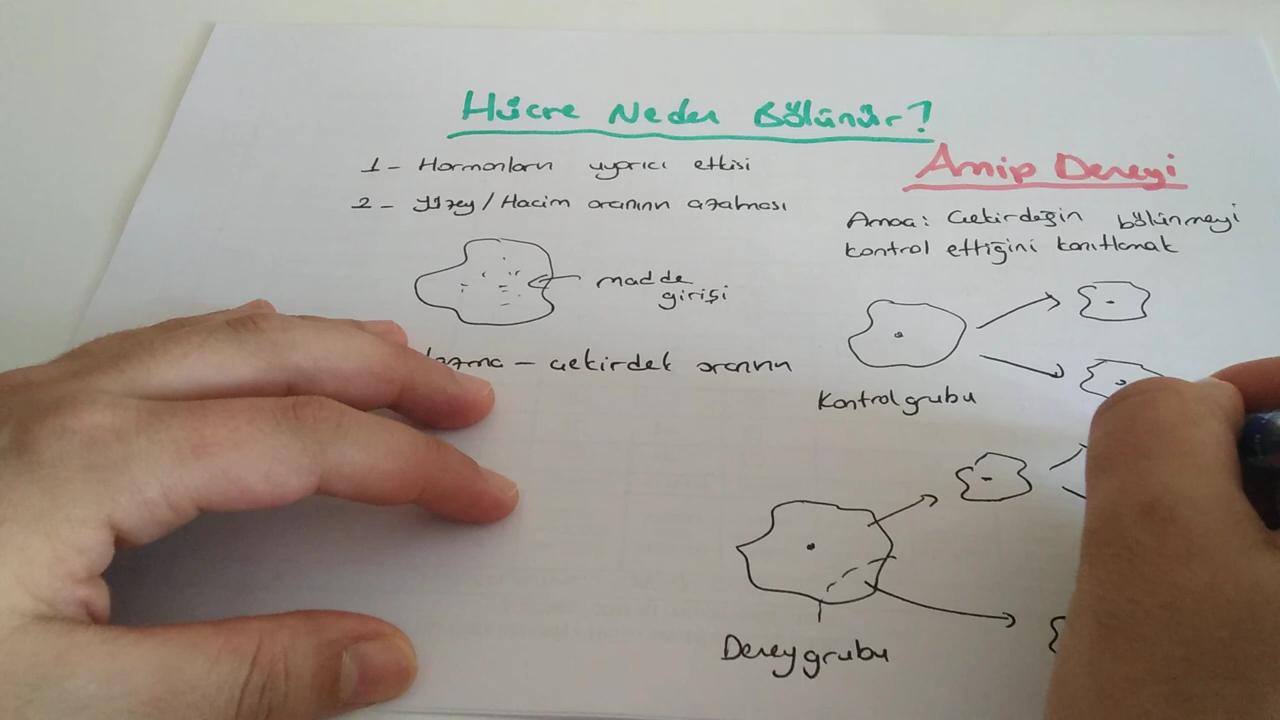 Hücre Neden Bölünür?
1- Hormonların uyarıcı etkisi
2- Yüzey/Hacim oranının azalması
madde
girişi
- çekirdek oranının
Amip Deneyi
Amaç: Çekirdeğin bölünmeyi
kontrol ettiğini kanıtlamak
Kontrol grubu
Deney grubu